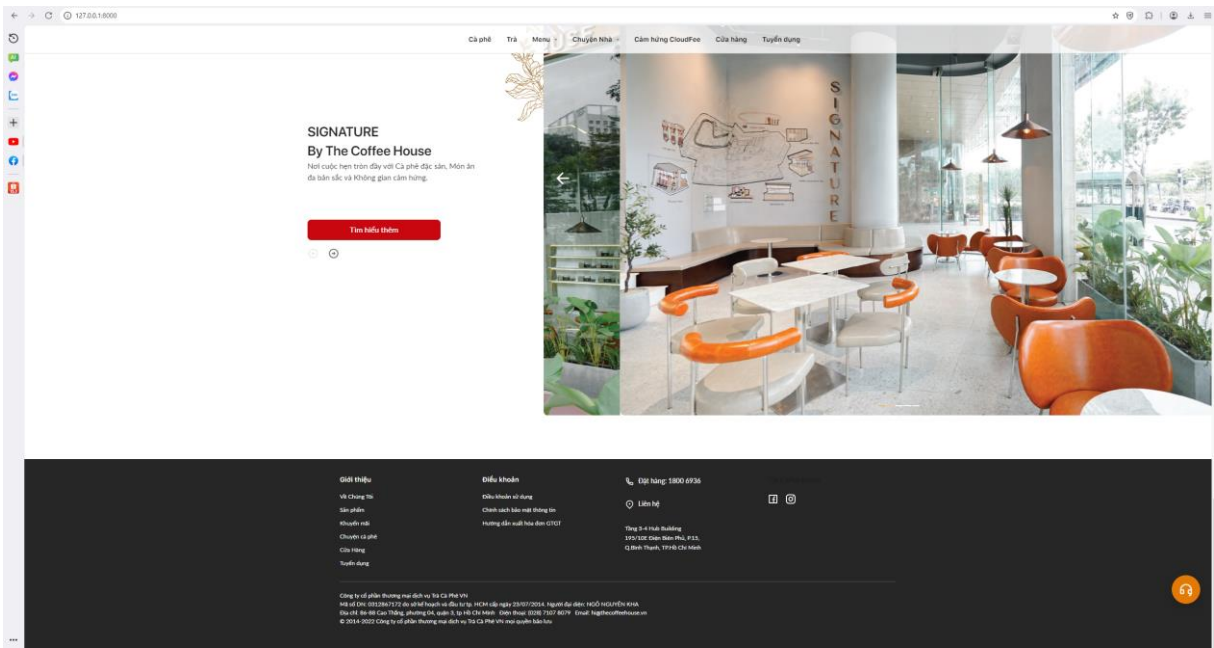 127.0.0.1:8000
Cà phê Trà Menu Chuyện Nhà Cảm hứng CloudFee Cửa hàng Tuyển dụng
SIGNATURE
By The Coffee House
Nơi cuộc hẹn tròn đầy với Cà phê đặc sản, Món ăn
đa bản sắc và Không gian cảm hứng.
Tìm hiểu thêm
SIGNATURE
Giới thiệu
Về Chúng Tôi
Sản phẩm
Khuyến mãi
Chuyện cà phê
Cửa Hàng
Tuyển dụng
Điều khoản
Điều khoản sử dụng
Chính sách bảo mật thông tin
Hướng dẫn xuất hóa đơn GTGT
Đặt hàng: 1800 6936
Liên hệ
Tầng 3-4 Hub Building
195/10E Điện Biên Phủ, P.15,
Q.Bình Thạnh, TP.Hồ Chí Minh
Công ty cổ phần thương mại dịch vụ Trà Cà Phê VN
Mã số DN: 0312867172 do sở kế hoạch và đầu tư tp. HCM cấp ngày 23/07/2014. Người đại diện: NGÔ NGUYÊN KHA
Địa chỉ: 86-88 Cao Thắng, phường 04, quận 3, tp Hồ Chí Minh Điện thoại: (028) 7107 8079 Email: hi@thecoffeehouse.vn
© 2014-2022 Công ty cổ phần thương mại dịch vụ Trà Cà Phê VN mọi quyền bảo lưu